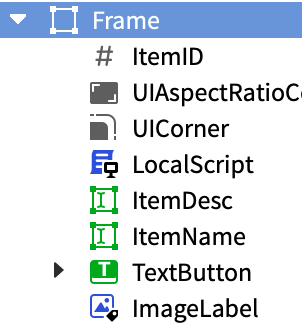 Frame
# ItemID
UIAspectRatioCo
UICorner
LocalScript
ItemDesc
ItemName
TextButton
ImageLabel